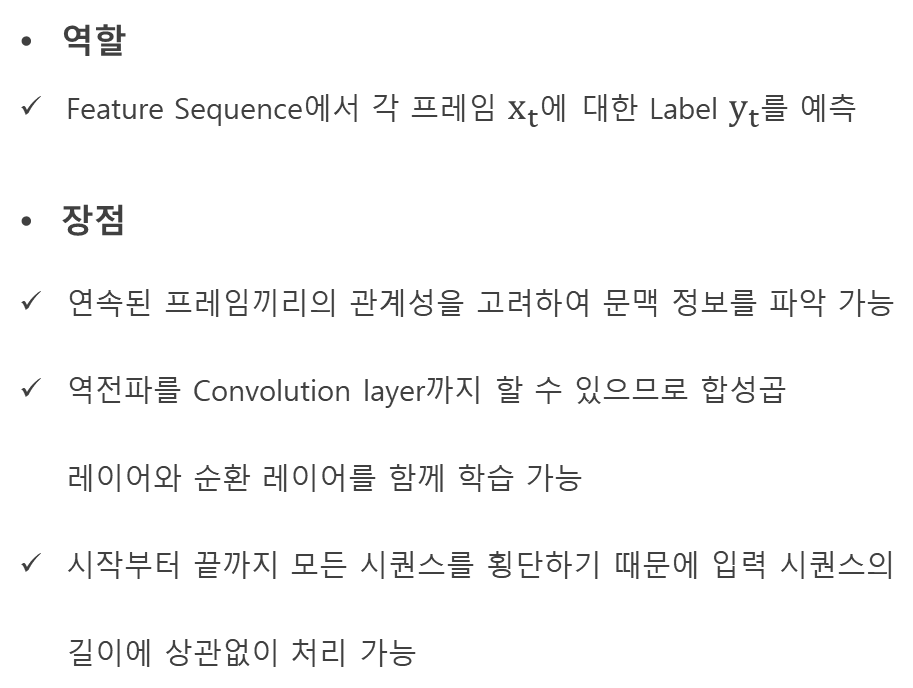 • 역할
✓ Feature Sequence에서 각 프레임 xₜ에 대한 Label yₜ를 예측
• 장점
✓ 연속된 프레임끼리의 관계성을 고려하여 문맥 정보를 파악 가능
✓ 역전파를 Convolution layer까지 할 수 있으므로 합성곱
레이어와 순환 레이어를 함께 학습 가능
✓ 시작부터 끝까지 모든 시퀀스를 횡단하기 때문에 입력 시퀀스의
길이에 상관없이 처리 가능